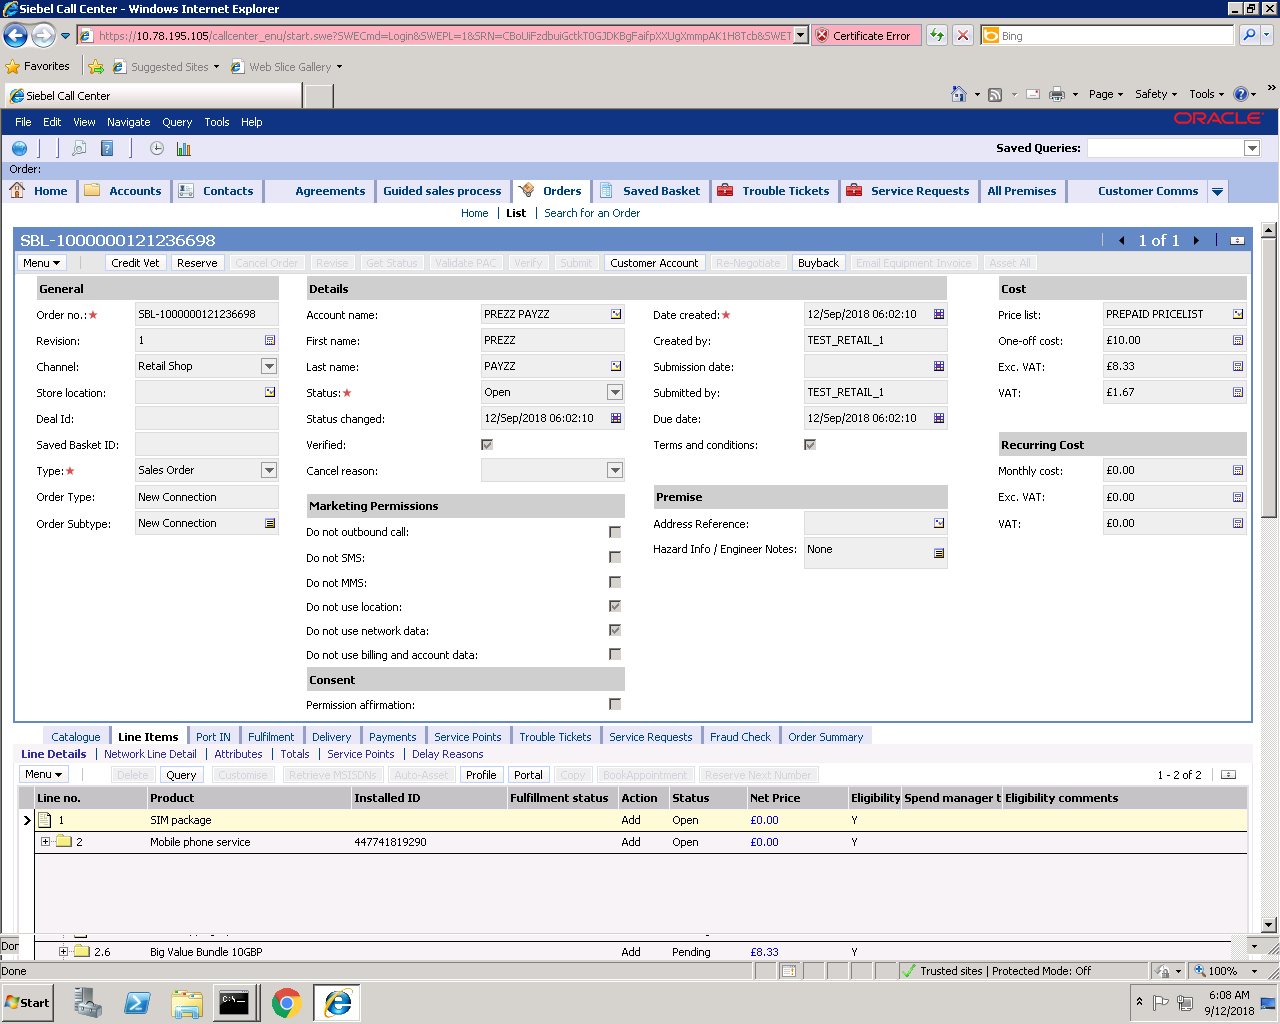 Siebel Call Center - Windows Internet Explorer
https://10.78.195.105/callcenter_enu/start.swe?SWECmd=Login&SWEPL=1&SRN= Certificate Error Bing
Favorites Suggested Sites Web Slice Gallery
Siebel Call Center Page Safety Tools
File Edit View Navigate Query Tools Help ORACLE
Saved Queries:
Order:
Home Accounts Contacts Agreements Guided sales process Orders Saved Basket Trouble Tickets Service Requests All Premises Customer Comms
Home List Search for an Order
SBL-1000000121236698 1 of 1
Menu Credit Vet Reserve Cancel Order Revise Get Status Validate PAC Verify Submit Customer Account Re-Negotiate Buyback Email Equipment Invoice Asset All
General Details Cost
Order no.:★ SBL-1000000121236698 Account name: PREZZ PAYZZ Date created:★ 12/Sep/2018 06:02:10 Price list: PREPAID PRICELIST
Revision: 1 First name: PREZZ Created by: TEST_RETAIL_1 One-off cost: £10.00
Channel: Retail Shop Last name: PAYZZ Submission date: Exc. VAT: £8.33
Store location: Status:★ Open Submitted by: TEST_RETAIL_1 VAT: £1.67
Deal Id: Status changed: 12/Sep/2018 06:02:10 Due date: 12/Sep/2018 06:02:10
Saved Basket ID: Verified: Terms and conditions: Recurring Cost
Type:★ Sales Order Cancel reason: Monthly cost: £0.00
Order Type: New Connection Marketing Permissions Premise Exc. VAT: £0.00
Order Subtype: New Connection Do not outbound call: Address Reference: VAT: £0.00
Do not SMS: Hazard Info / Engineer Notes: None
Do not MMS:
Do not use location:
Do not use network data:
Do not use billing and account data:
Consent
Permission affirmation:
Catalogue Line Items Port IN Fulfilment Delivery Payments Service Points Trouble Tickets Service Requests Fraud Check Order Summary
Line Details Network Line Detail Attributes Totals Service Points Delay Reasons
Menu Delete Query Customise Retrieve MSISDNs Auto-Asset Profile Portal Copy BookAppointment Reserve Next Number 1 - 2 of 2
Line no. Product Installed ID Fulfillment status Action Status Net Price Eligibility Spend manager t Eligibility comments
1 SIM package Add Open £0.00 Y
2 Mobile phone service 447741819290 Add Open £0.00 Y
Don
2.6 Big Value Bundle 10GBP Add Pending £8.33 Y
Done Trusted sites | Protected Mode: Off 100%
Start 6:08 AM
9/12/2018